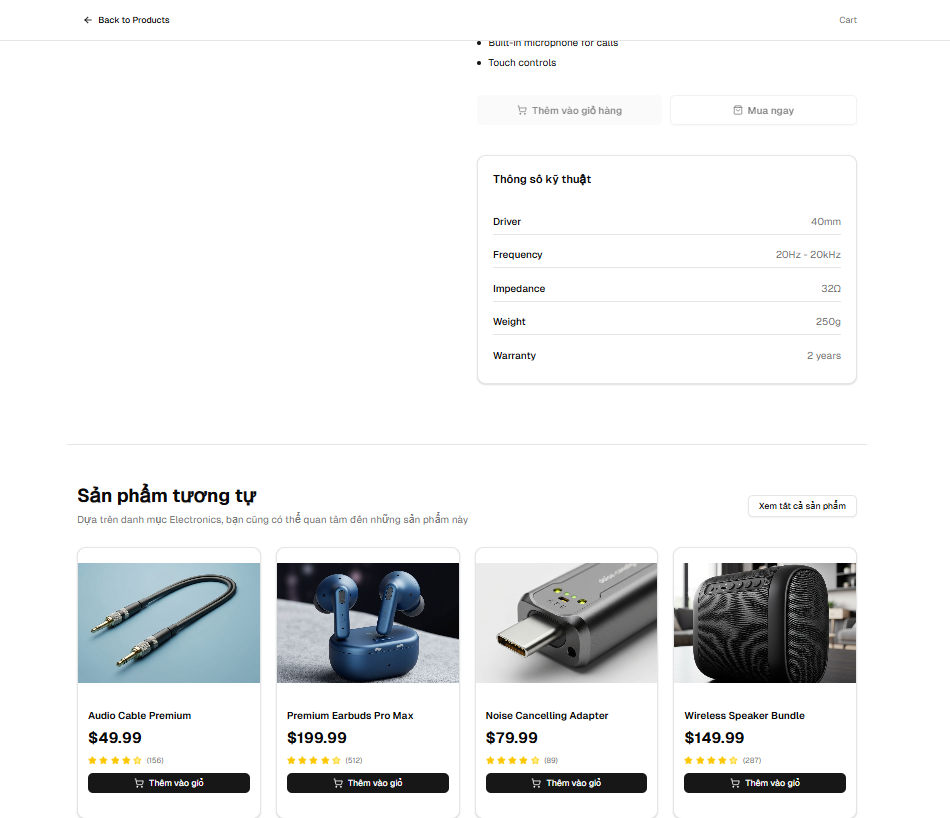 Back to Products
Cart
Built-in microphone for calls
Touch controls
Thêm vào giỏ hàng
Mua ngay
Thông số kỹ thuật
Driver 40mm
Frequency 20Hz - 20kHz
Impedance 32Ω
Weight 250g
Warranty 2 years
Sản phẩm tương tự
Dựa trên danh mục Electronics, bạn cũng có thể quan tâm đến những sản phẩm này
Xem tất cả sản phẩm
Audio Cable Premium
$49.99
(156)
Thêm vào giỏ
Premium Earbuds Pro Max
$199.99
(512)
Thêm vào giỏ
Noise Cancelling Adapter
$79.99
(89)
Thêm vào giỏ
Wireless Speaker Bundle
$149.99
(287)
Thêm vào giỏ